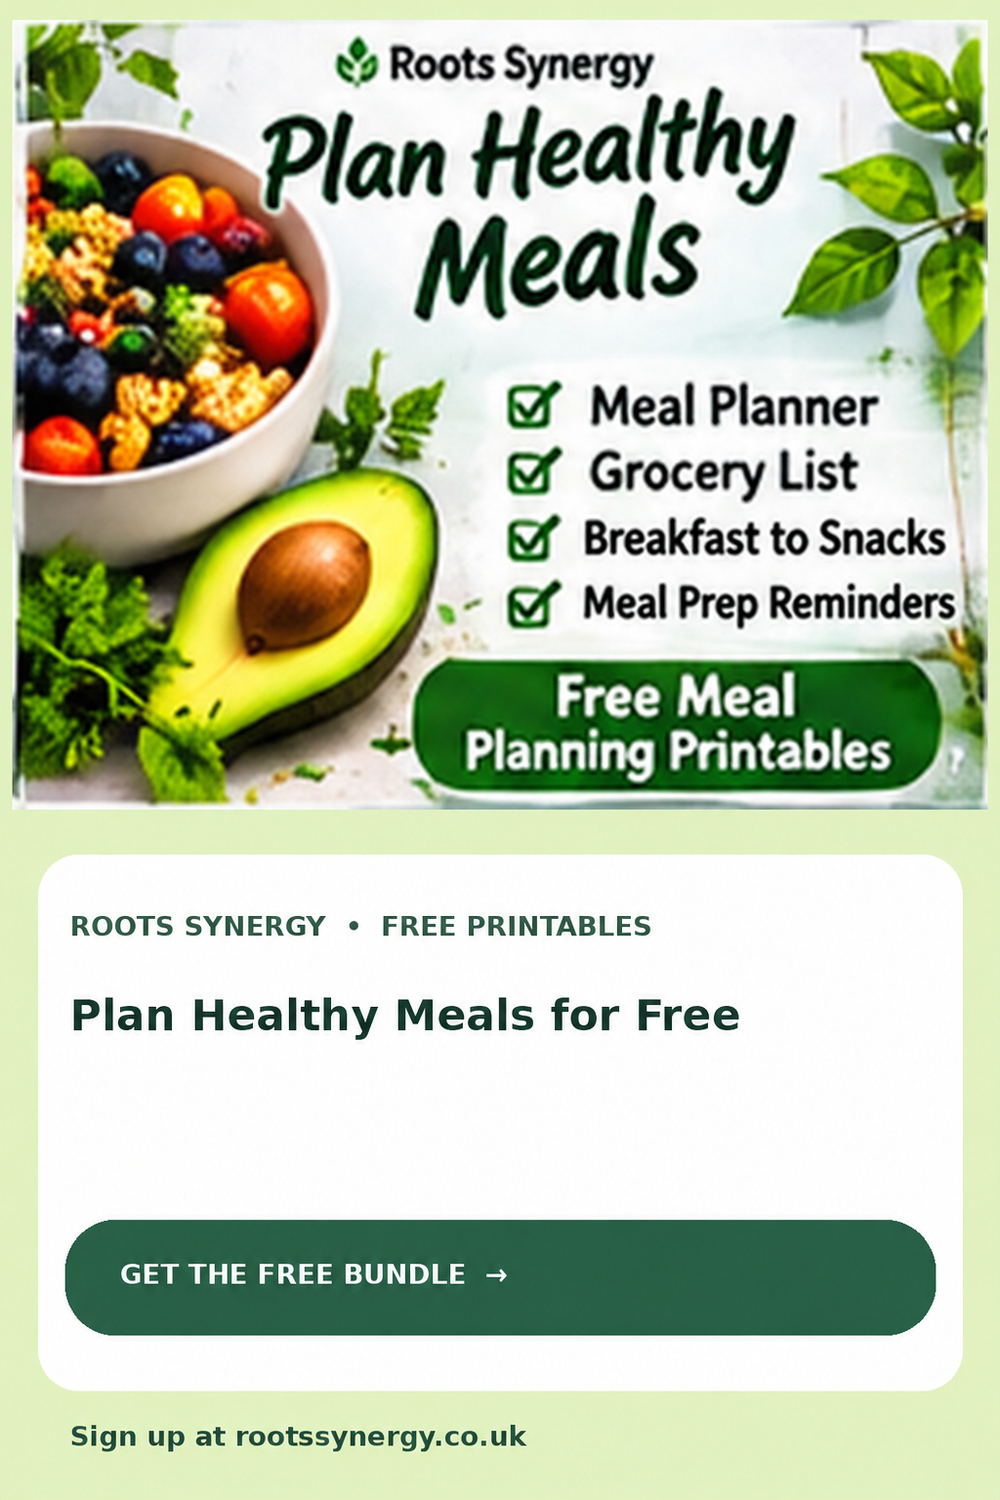 Roots Synergy
Plan Healthy
Meals
Meal Planner
Grocery List
Breakfast to Snacks
Meal Prep Reminders
Free Meal
Planning Printables
ROOTS SYNERGY • FREE PRINTABLES
Plan Healthy Meals for Free
GET THE FREE BUNDLE →
Sign up at rootssynergy.co.uk